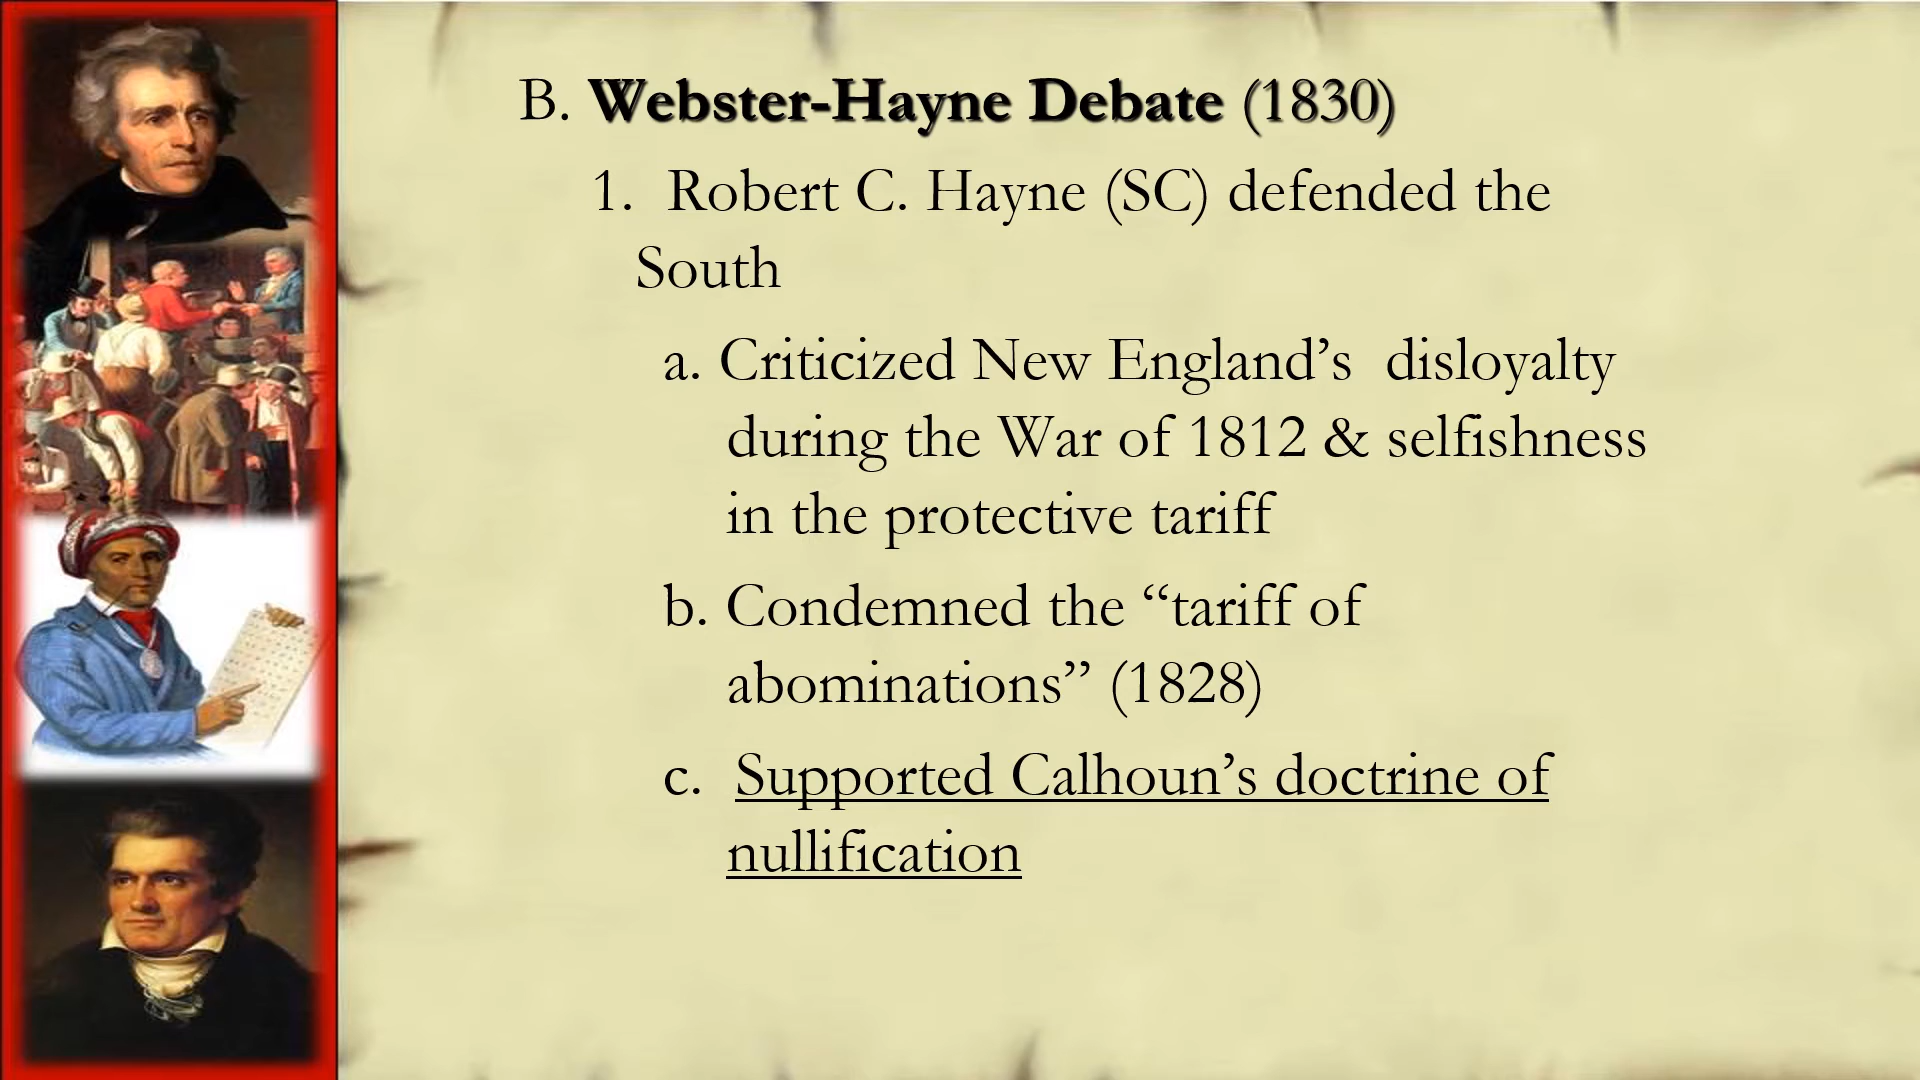 B. Webster-Hayne Debate (1830)
1. Robert C. Hayne (SC) defended the
South
a. Criticized New England’s disloyalty
during the War of 1812 & selfishness
in the protective tariff
b. Condemned the “tariff of
abominations” (1828)
c. Supported Calhoun’s doctrine of
nullification